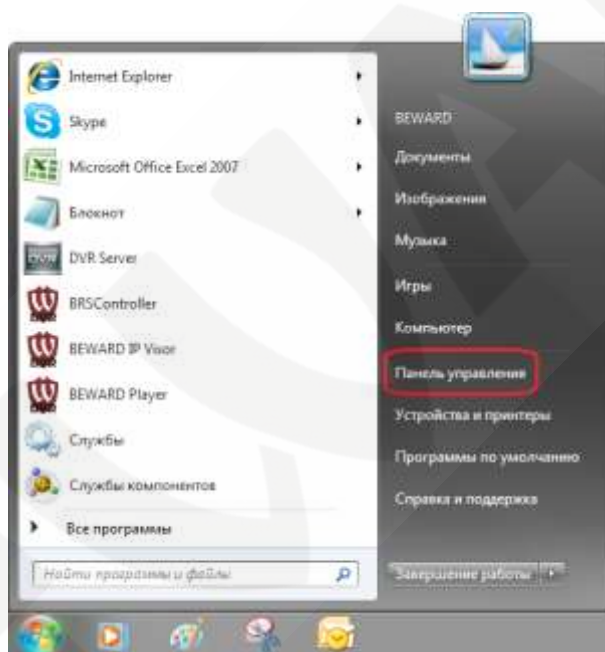 Internet Explorer
Skype
Microsoft Office Excel 2007
Блокнот
DVR Server
BRSController
BEWARD IP Visor
BEWARD Player
Службы
Службы компонентов
Все программы
Найти программы и файлы
BEWARD
Документы
Изображения
Музыка
Игры
Компьютер
Панель управления
Устройства и принтеры
Программы по умолчанию
Справка и поддержка
Завершение работы